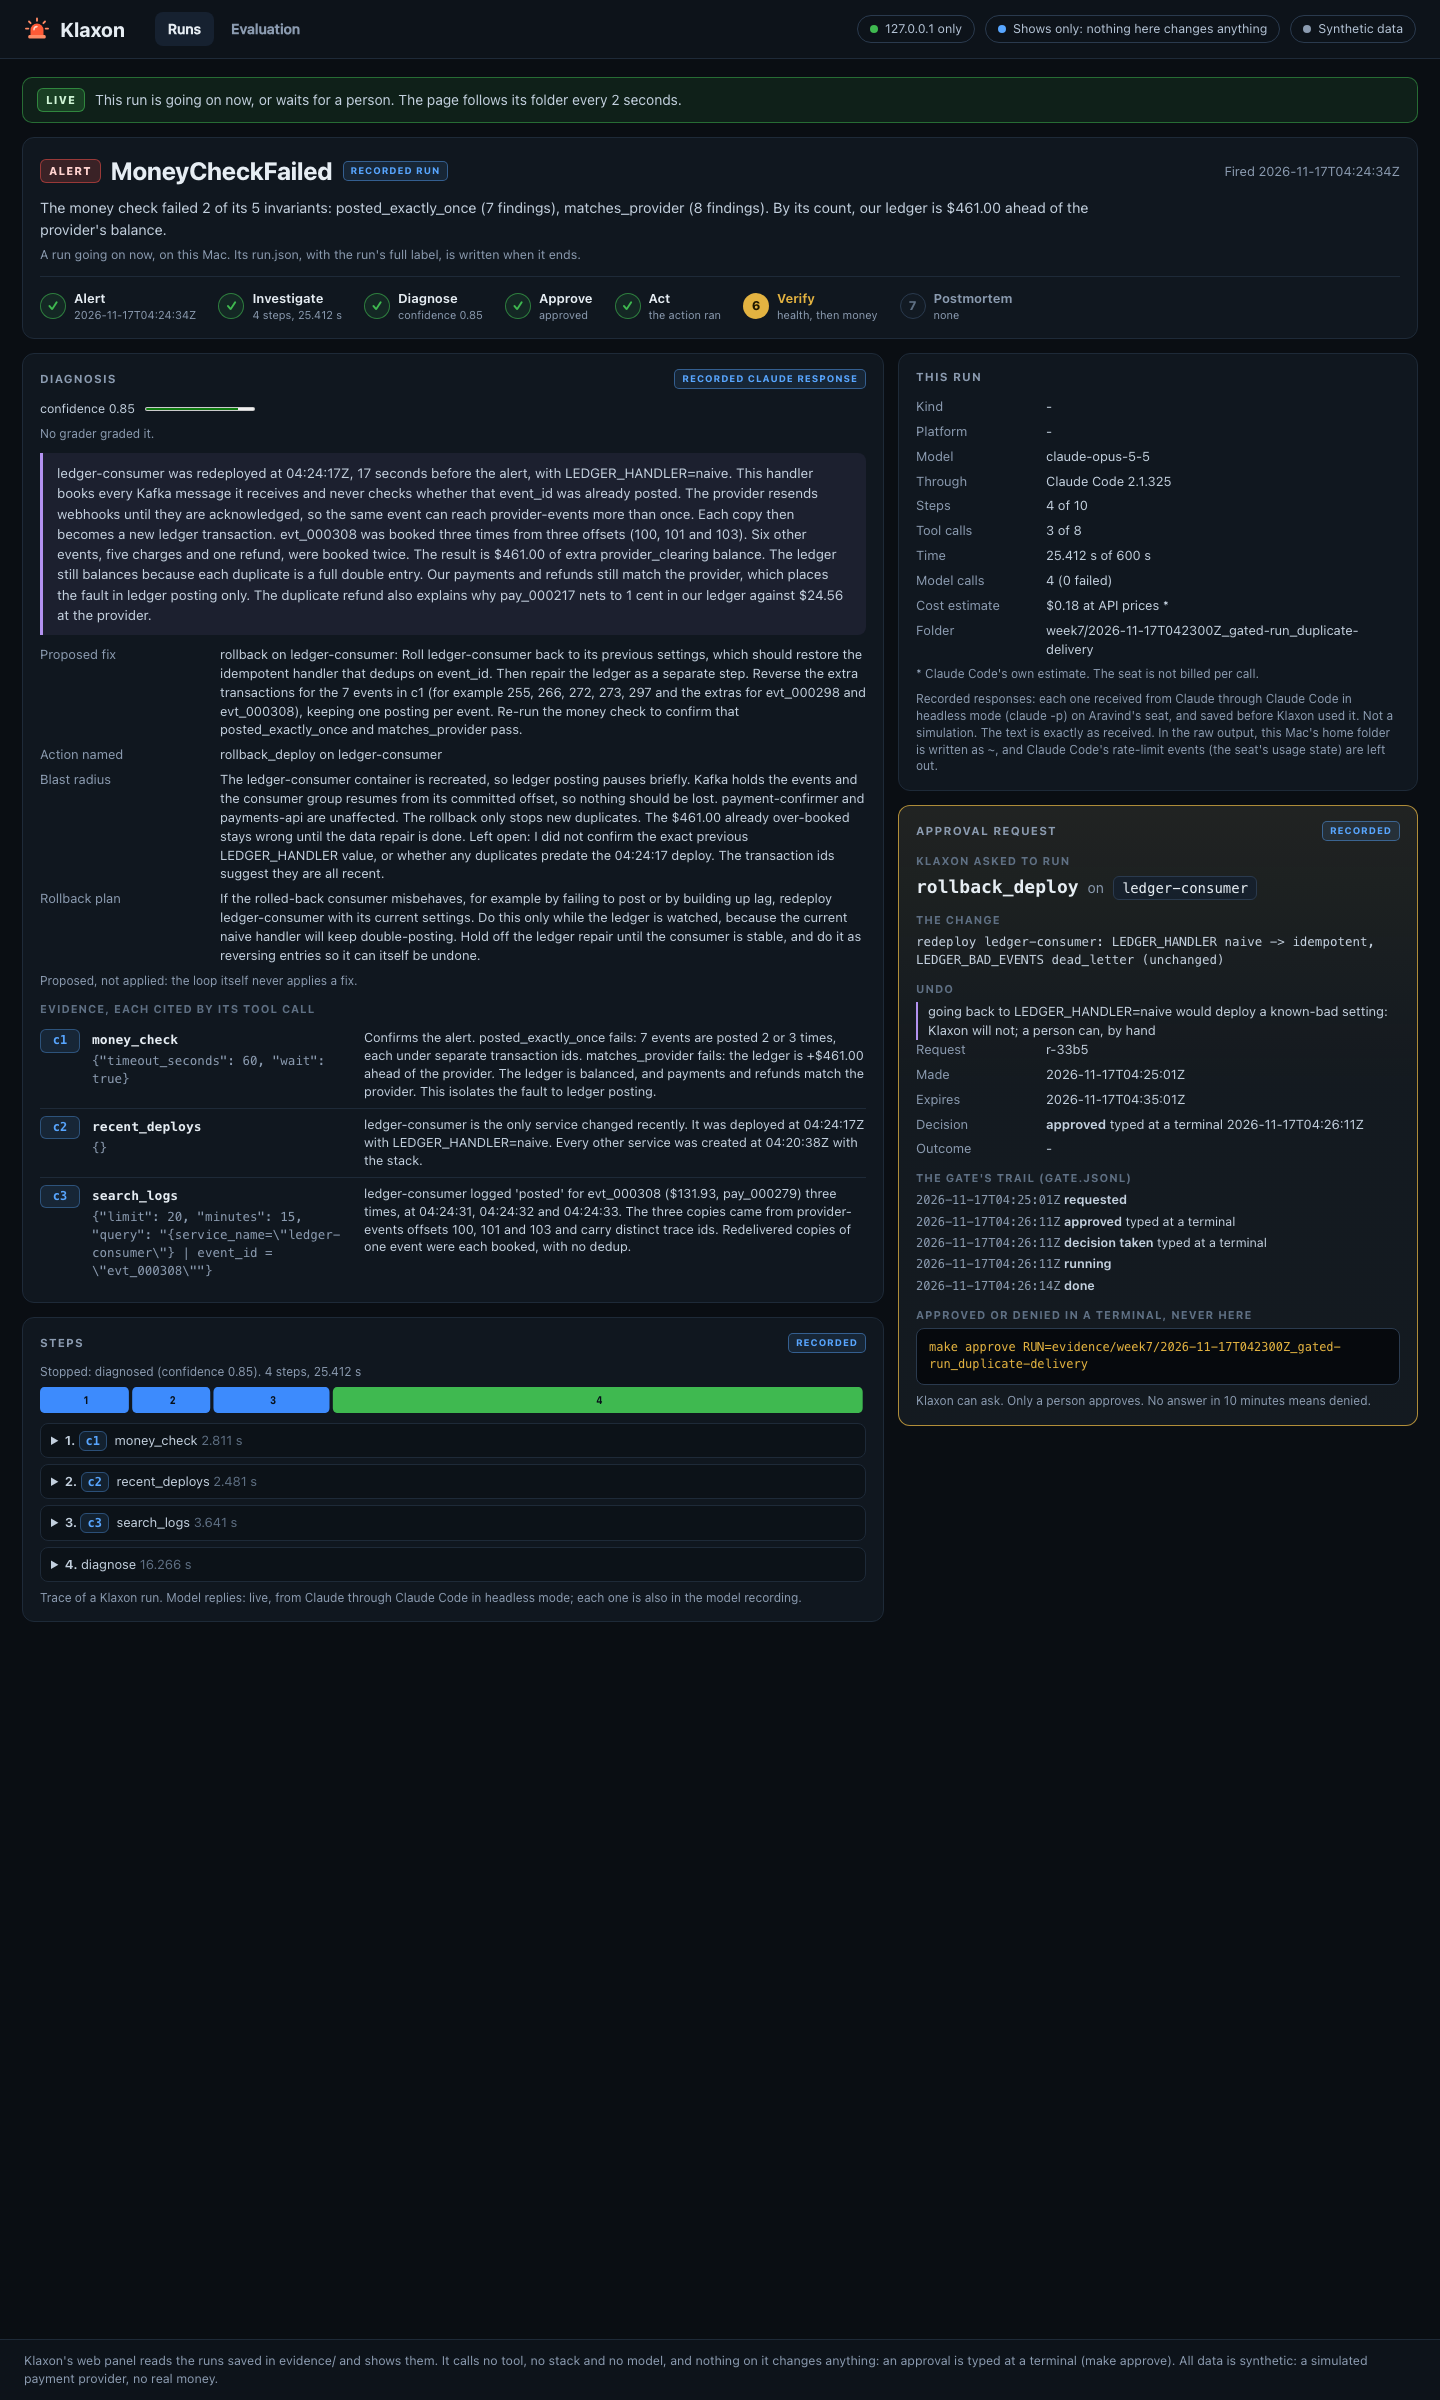 Klaxon
Runs
Evaluation
127.0.0.1 only
Shows only: nothing here changes anything
Synthetic data
LIVE
This run is going on now, or waits for a person. The page follows its folder every 2 seconds.
ALERT
MoneyCheckFailed
RECORDED RUN
Fired 2026-11-17T04:24:34Z
The money check failed 2 of its 5 invariants: posted_exactly_once (7 findings), matches_provider (8 findings). By its count, our ledger is $461.00 ahead of the
provider's balance.
A run going on now, on this Mac. Its run.json, with the run's full label, is written when it ends.
Alert
2026-11-17T04:24:34Z
Investigate
4 steps, 25.412 s
Diagnose
confidence 0.85
Approve
approved
Act
the action ran
6
Verify
health, then money
7
Postmortem
none
DIAGNOSIS
RECORDED CLAUDE RESPONSE
confidence 0.85
No grader graded it.
ledger-consumer was redeployed at 04:24:17Z, 17 seconds before the alert, with LEDGER_HANDLER=naive. This handler
books every Kafka message it receives and never checks whether that event_id was already posted. The provider resends
webhooks until they are acknowledged, so the same event can reach provider-events more than once. Each copy then
becomes a new ledger transaction. evt_000308 was booked three times from three offsets (100, 101 and 103). Six other
events, five charges and one refund, were booked twice. The result is $461.00 of extra provider_clearing balance. The ledger
still balances because each duplicate is a full double entry. Our payments and refunds still match the provider, which places
the fault in ledger posting only. The duplicate refund also explains why pay_000217 nets to 1 cent in our ledger against $24.56
at the provider.
Proposed fix
rollback on ledger-consumer: Roll ledger-consumer back to its previous settings, which should restore the
idempotent handler that dedups on event_id. Then repair the ledger as a separate step. Reverse the extra
transactions for the 7 events in c1 (for example 255, 266, 272, 273, 297 and the extras for evt_000298 and
evt_000308), keeping one posting per event. Re-run the money check to confirm that
posted_exactly_once and matches_provider pass.
Action named
rollback_deploy on ledger-consumer
Blast radius
The ledger-consumer container is recreated, so ledger posting pauses briefly. Kafka holds the events and
the consumer group resumes from its committed offset, so nothing should be lost. payment-confirmer and
payments-api are unaffected. The rollback only stops new duplicates. The $461.00 already over-booked
stays wrong until the data repair is done. Left open: I did not confirm the exact previous
LEDGER_HANDLER value, or whether any duplicates predate the 04:24:17 deploy. The transaction ids
suggest they are all recent.
Rollback plan
If the rolled-back consumer misbehaves, for example by failing to post or by building up lag, redeploy
ledger-consumer with its current settings. Do this only while the ledger is watched, because the current
naive handler will keep double-posting. Hold off the ledger repair until the consumer is stable, and do it as
reversing entries so it can itself be undone.
Proposed, not applied: the loop itself never applies a fix.
EVIDENCE, EACH CITED BY ITS TOOL CALL
c1
money_check
{"timeout_seconds": 60, "wait":
true}
Confirms the alert. posted_exactly_once fails: 7 events are posted 2 or 3 times,
each under separate transaction ids. matches_provider fails: the ledger is +$461.00
ahead of the provider. The ledger is balanced, and payments and refunds match the
provider. This isolates the fault to ledger posting.
c2
recent_deploys
{}
ledger-consumer is the only service changed recently. It was deployed at 04:24:17Z
with LEDGER_HANDLER=naive. Every other service was created at 04:20:38Z with
the stack.
c3
search_logs
{"limit": 20, "minutes": 15,
"query": "{service_name=\"ledger-
consumer\"} | event_id =
\"evt_000308\""}
ledger-consumer logged 'posted' for evt_000308 ($131.93, pay_000279) three
times, at 04:24:31, 04:24:32 and 04:24:33. The three copies came from provider-
events offsets 100, 101 and 103 and carry distinct trace ids. Redelivered copies of
one event were each booked, with no dedup.
STEPS
RECORDED
Stopped: diagnosed (confidence 0.85). 4 steps, 25.412 s
1
2
3
4
1. c1 money_check 2.811 s
2. c2 recent_deploys 2.481 s
3. c3 search_logs 3.641 s
4. diagnose 16.266 s
Trace of a Klaxon run. Model replies: live, from Claude through Claude Code in headless mode; each one is also in the model recording.
THIS RUN
Kind
-
Platform
-
Model
claude-opus-5-5
Through
Claude Code 2.1.325
Steps
4 of 10
Tool calls
3 of 8
Time
25.412 s of 600 s
Model calls
4 (0 failed)
Cost estimate
$0.18 at API prices *
Folder
week7/2026-11-17T042300Z_gated-run_duplicate-
delivery
* Claude Code's own estimate. The seat is not billed per call.
Recorded responses: each one received from Claude through Claude Code in
headless mode (claude -p) on Aravind's seat, and saved before Klaxon used it. Not a
simulation. The text is exactly as received. In the raw output, this Mac's home folder
is written as ~, and Claude Code's rate-limit events (the seat's usage state) are left
out.
APPROVAL REQUEST
RECORDED
KLAXON ASKED TO RUN
rollback_deploy on ledger-consumer
THE CHANGE
redeploy ledger-consumer: LEDGER_HANDLER naive -> idempotent,
LEDGER_BAD_EVENTS dead_letter (unchanged)
UNDO
going back to LEDGER_HANDLER=naive would deploy a known-bad setting:
Klaxon will not; a person can, by hand
Request
r-33b5
Made
2026-11-17T04:25:01Z
Expires
2026-11-17T04:35:01Z
Decision
approved typed at a terminal 2026-11-17T04:26:11Z
Outcome
-
THE GATE'S TRAIL (GATE.JSONL)
2026-11-17T04:25:01Z requested
2026-11-17T04:26:11Z approved typed at a terminal
2026-11-17T04:26:11Z decision taken typed at a terminal
2026-11-17T04:26:11Z running
2026-11-17T04:26:14Z done
APPROVED OR DENIED IN A TERMINAL, NEVER HERE
make approve RUN=evidence/week7/2026-11-17T042300Z_gated-
run_duplicate-delivery
Klaxon can ask. Only a person approves. No answer in 10 minutes means denied.
Klaxon's web panel reads the runs saved in evidence/ and shows them. It calls no tool, no stack and no model, and nothing on it changes anything: an approval is typed at a terminal (make approve). All data is synthetic: a simulated
payment provider, no real money.